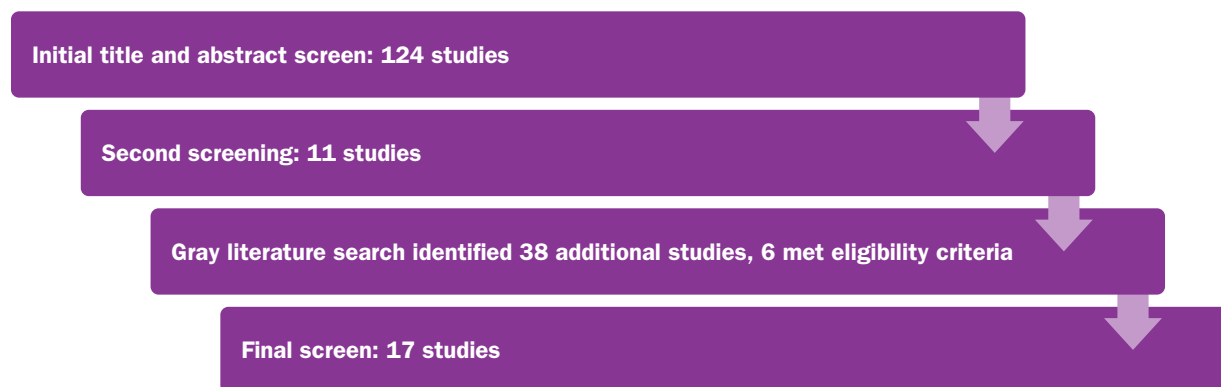 Initial title and abstract screen: 124 studies
Second screening: 11 studies
Gray literature search identified 38 additional studies, 6 met eligibility criteria
Final screen: 17 studies